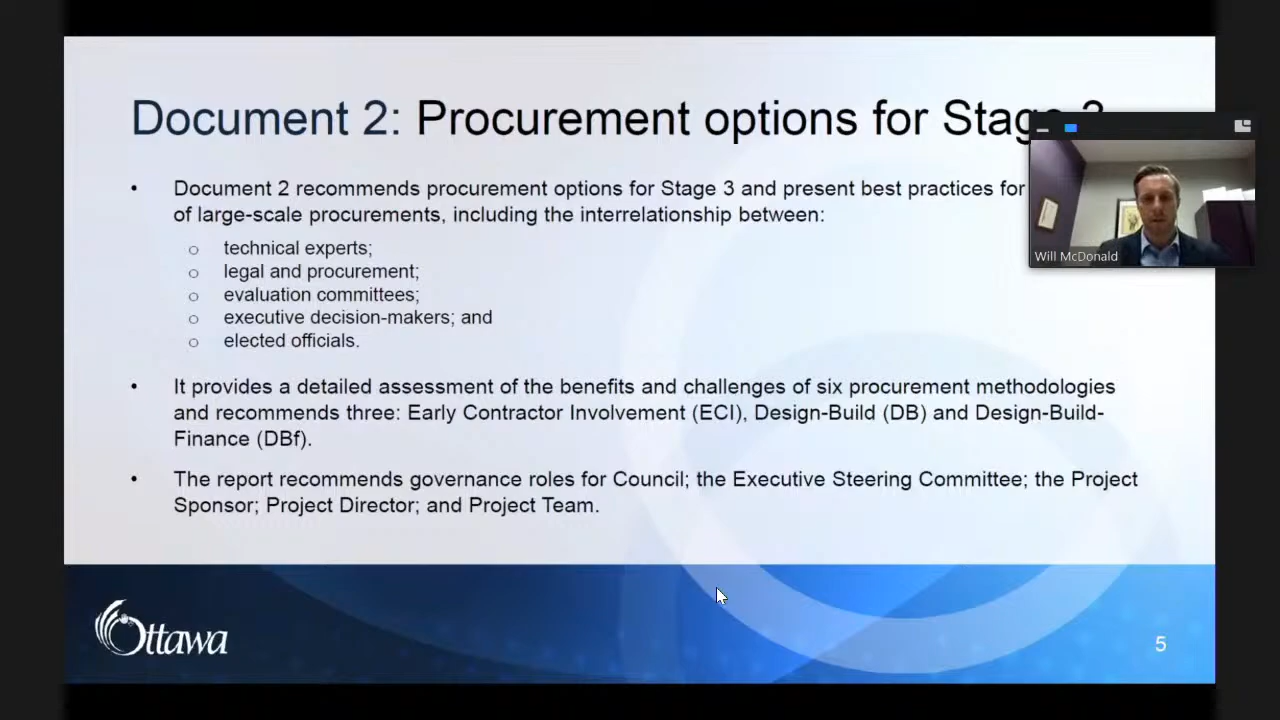 Document 2: Procurement options for Stage 3
• Document 2 recommends procurement options for Stage 3 and present best practices for
of large-scale procurements, including the interrelationship between:
o technical experts;
o legal and procurement;
o evaluation committees;
o executive decision-makers; and
o elected officials.
• It provides a detailed assessment of the benefits and challenges of six procurement methodologies
and recommends three: Early Contractor Involvement (ECI), Design-Build (DB) and Design-Build-
Finance (DBf).
• The report recommends governance roles for Council; the Executive Steering Committee; the Project
Sponsor; Project Director; and Project Team.
Will McDonald
Ottawa
5